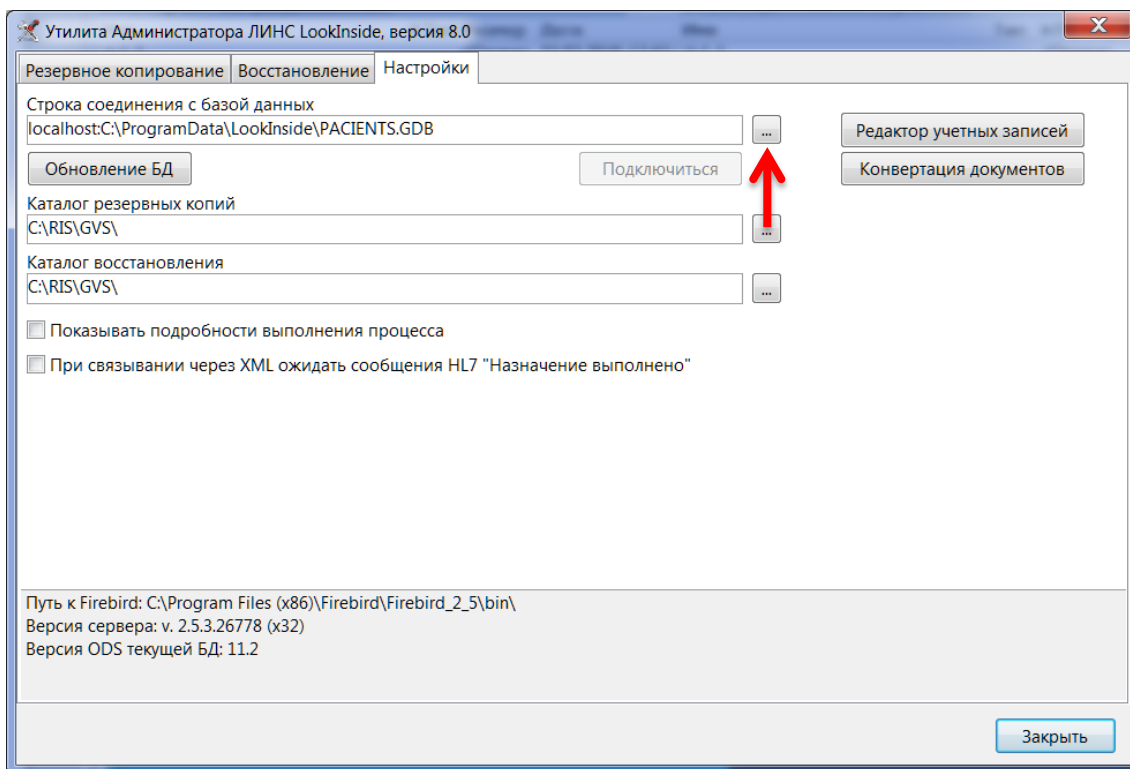 Утилита Администратора ЛИНС LookInside, версия 8.0
Резервное копирование Восстановление Настройки
Строка соединения с базой данных
localhost:C:\ProgramData\LookInside\PACIENTS.GDB ... Редактор учетных записей
Обновление БД Подключиться Конвертация документов
Каталог резервных копий
C:\RIS\GVS\ ...
Каталог восстановления
C:\RIS\GVS\ ...
Показывать подробности выполнения процесса
При связывании через XML ожидать сообщения HL7 "Назначение выполнено"
Путь к Firebird: C:\Program Files (x86)\Firebird\Firebird_2_5\bin\
Версия сервера: v. 2.5.3.26778 (x32)
Версия ODS текущей БД: 11.2
Закрыть